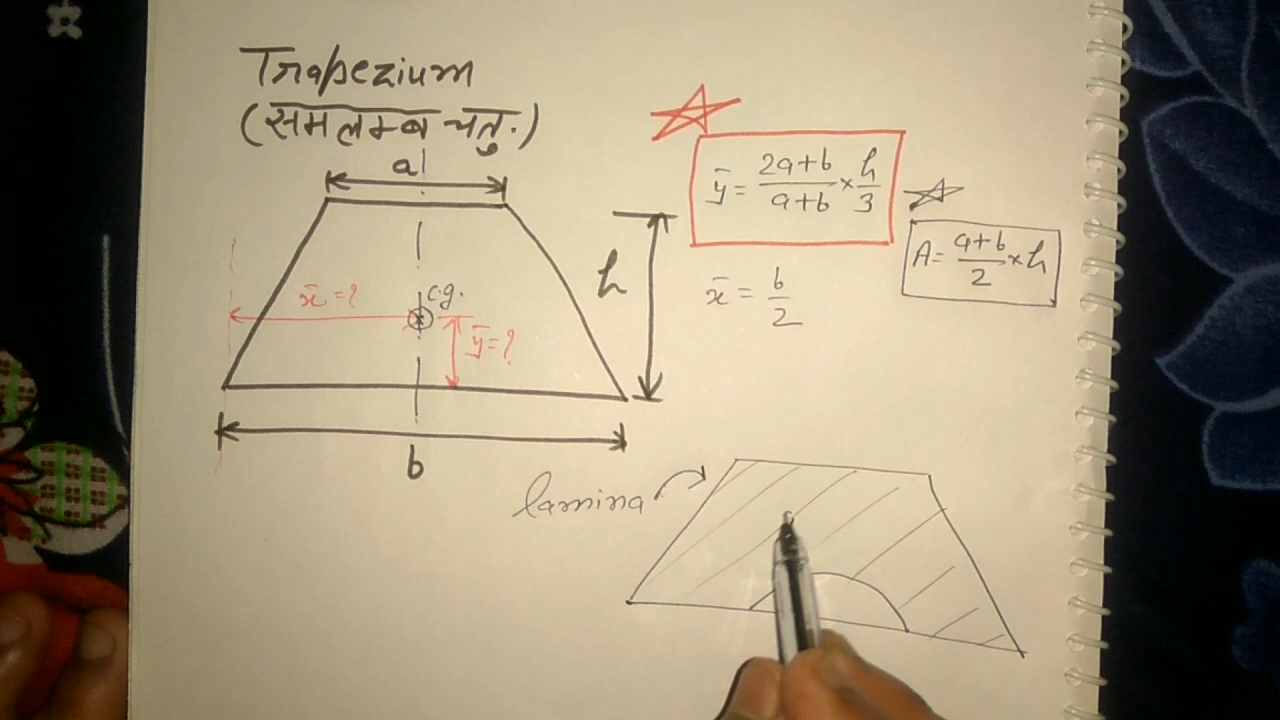 Trapezium
(समलम्ब चतु.)
a
ȳ = (2a+b)/(a+b) × h/3
A = (a+b)/2 × h
h
x̄ = b/2
c.g.
x̄ = ?
ȳ = ?
b
lamina